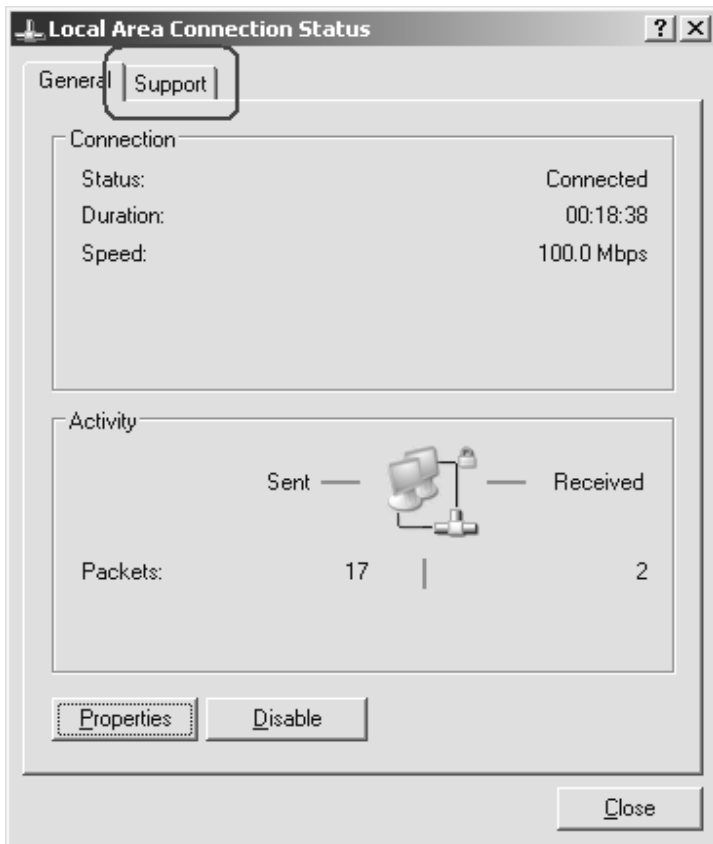 Local Area Connection Status
General Support
Connection
Status: Connected
Duration: 00:18:38
Speed: 100.0 Mbps
Activity
Sent Received
Packets: 17 2
Properties Disable
Close